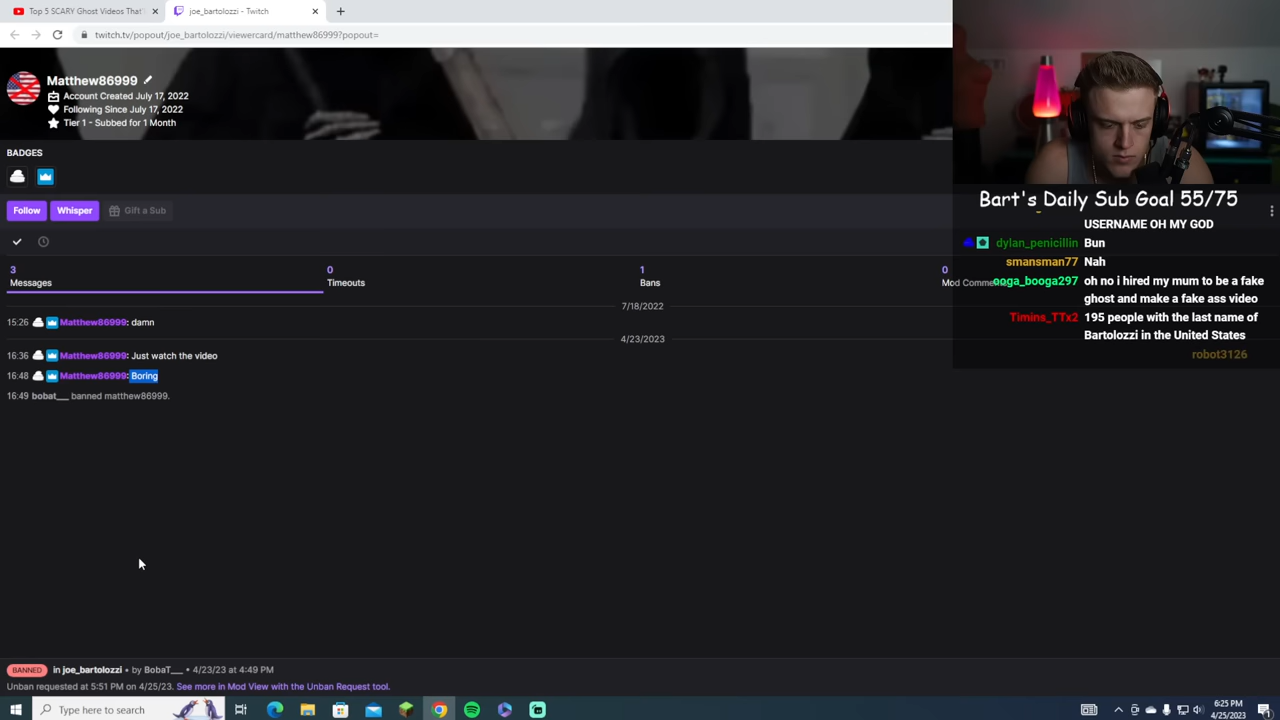 Top 5 SCARY Ghost Videos That'
joe_bartolozzi - Twitch
twitch.tv/popout/joe_bartolozzi/viewercard/matthew86999?popout=
Matthew86999
Account Created July 17, 2022
Following Since July 17, 2022
Tier 1 - Subbed for 1 Month
BADGES
Follow
Whisper
Gift a Sub
3
Messages
0
Timeouts
1
Bans
0
Mod Comme
7/18/2022
15:26 Matthew86999: damn
4/23/2023
16:36 Matthew86999: Just watch the video
16:48 Matthew86999: Boring
16:49 bobat___ banned matthew86999.
BANNED in joe_bartolozzi • by BobaT___ • 4/23/23 at 4:49 PM
Unban requested at 5:51 PM on 4/25/23. See more in Mod View with the Unban Request tool.
Bart's Daily Sub Goal 55/75
USERNAME OH MY GOD
dylan_penicillin Bun
smansman77 Nah
ooga_booga297 oh no i hired my mum to be a fake
ghost and make a fake ass video
Timins_TTx2 195 people with the last name of
Bartolozzi in the United States
robot3126
Type here to search
6:25 PM
4/25/2023